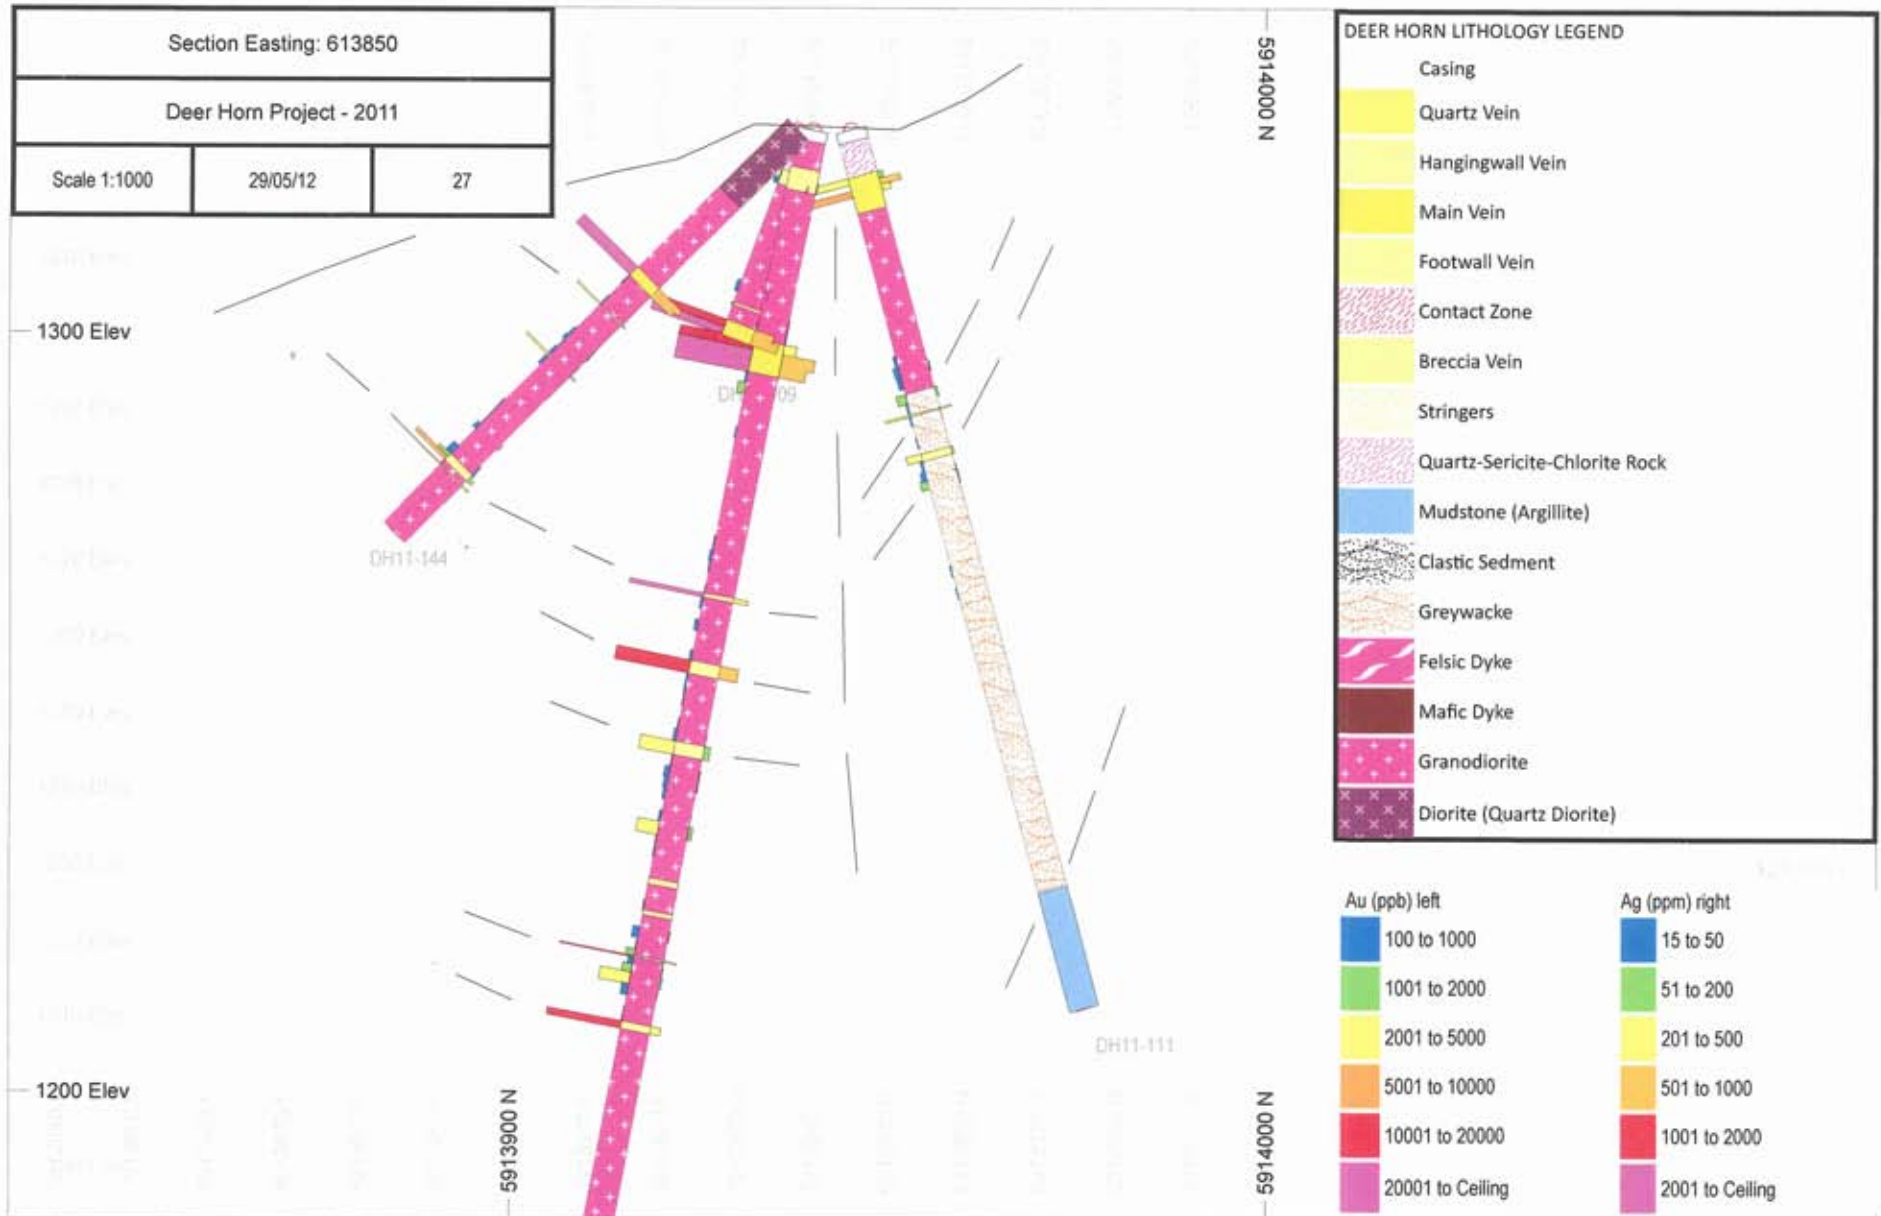 Section Easting: 613850
Deer Horn Project - 2011
Scale 1:1000
29/05/12
27
5914000 N
1300 Elev
DH11-144
DH11-111
1200 Elev
5913900 N
5914000 N
DEER HORN LITHOLOGY LEGEND
Casing
Quartz Vein
Hangingwall Vein
Main Vein
Footwall Vein
Contact Zone
Breccia Vein
Stringers
Quartz-Sericite-Chlorite Rock
Mudstone (Argillite)
Clastic Sediment
Greywacke
Felsic Dyke
Mafic Dyke
Granodiorite
Diorite (Quartz Diorite)
Au (ppb) left
100 to 1000
1001 to 2000
2001 to 5000
5001 to 10000
10001 to 20000
20001 to Ceiling
Ag (ppm) right
15 to 50
51 to 200
201 to 500
501 to 1000
1001 to 2000
2001 to Ceiling